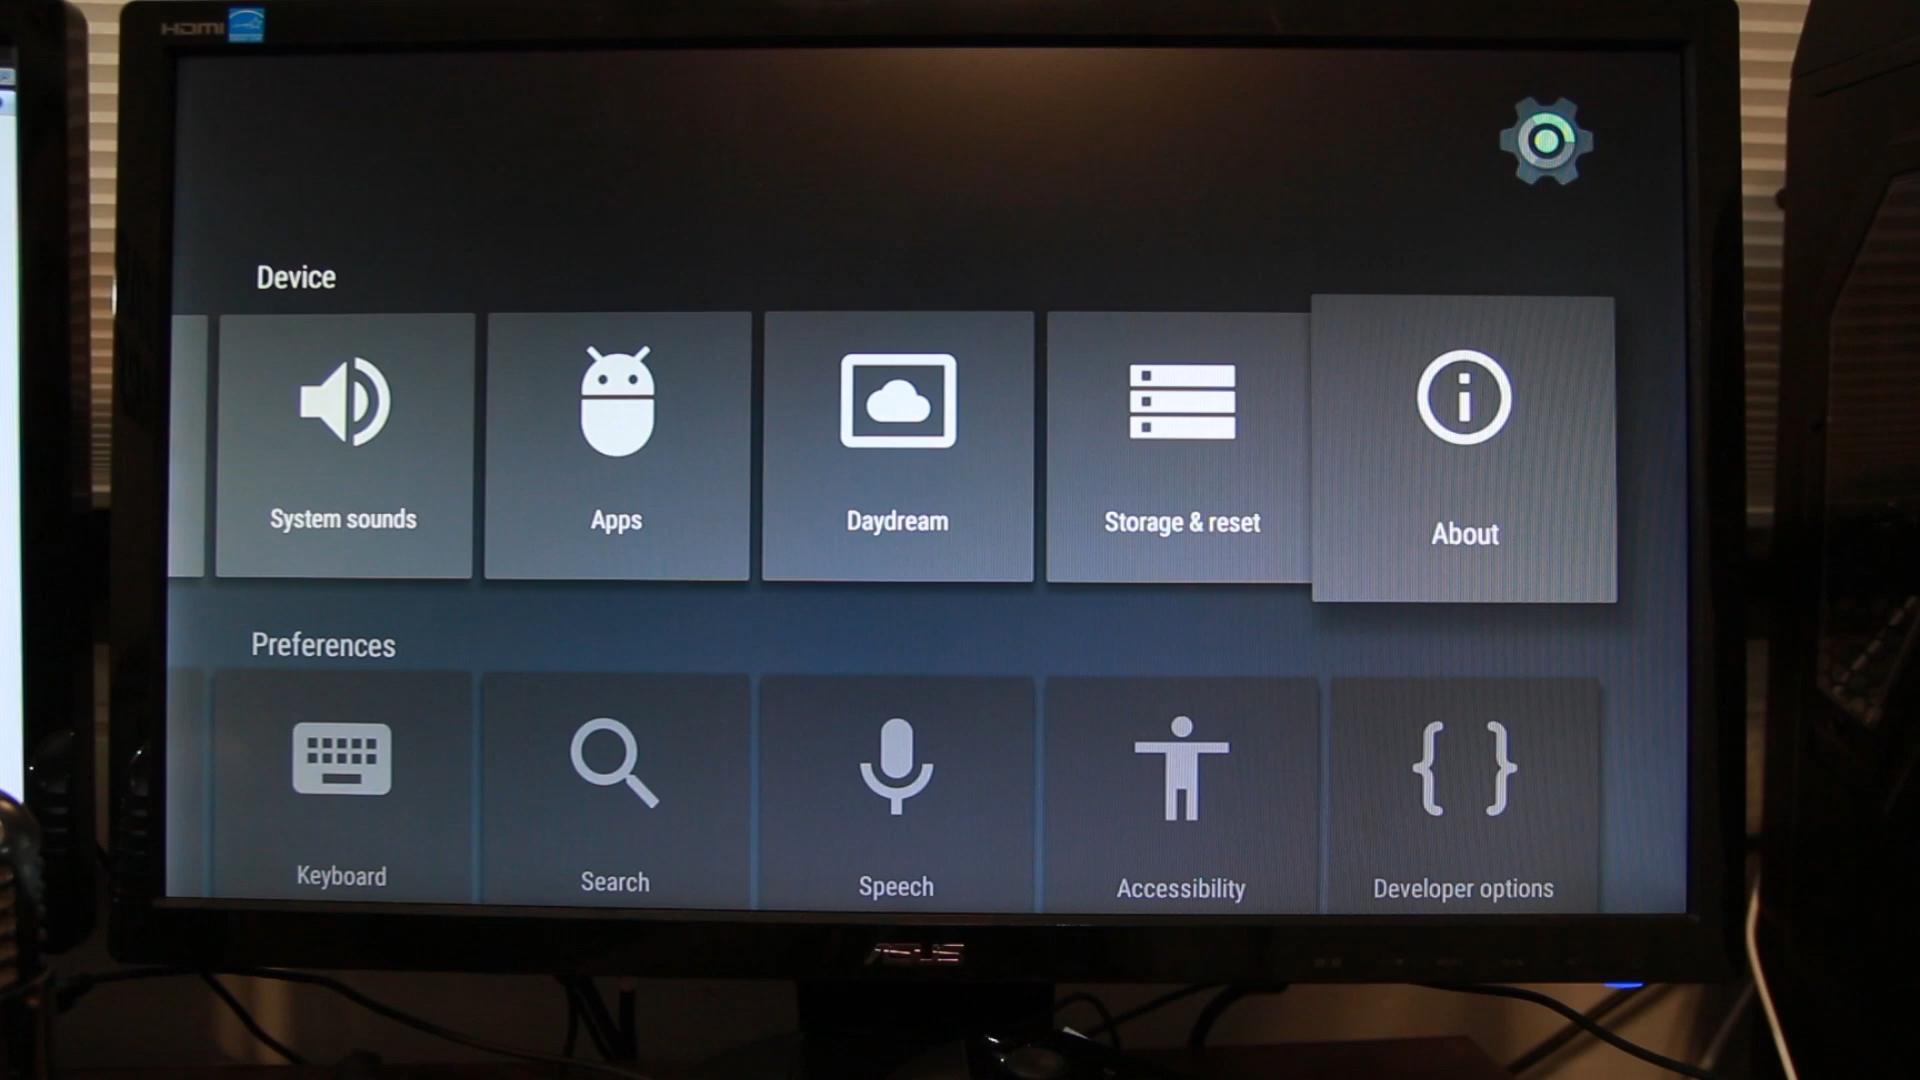 HDMI
Device
System sounds
Apps
Daydream
Storage & reset
About
Preferences
Keyboard
Search
Speech
Accessibility
Developer options
ASUS